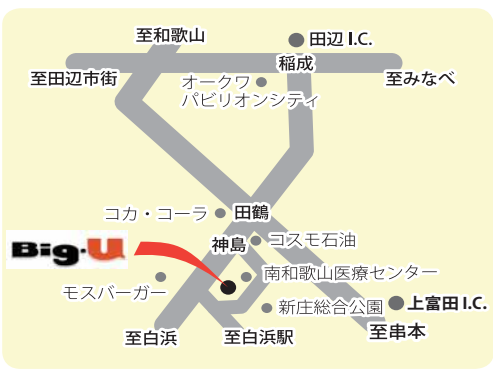 至和歌山
田辺 I.C.
至田辺市街
稲成
至みなべ
オークワ
パビリオンシティ
コカ・コーラ
田鶴
神島
コスモ石油
Big・U
南和歌山医療センター
モスバーガー
新庄総合公園
上富田 I.C.
至白浜
至白浜駅
至串本